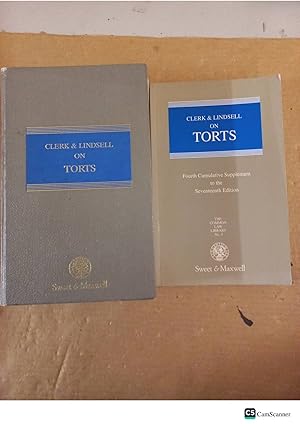 CLERK & LINDSELL
ON
TORTS
Sweet & Maxwell
CLERK & LINDSELL
ON
TORTS
Fourth Cumulative Supplement
to the
Seventeenth Edition
THE
COMMON
LAW
LIBRARY
Sweet & Maxwell
CS CamScanner